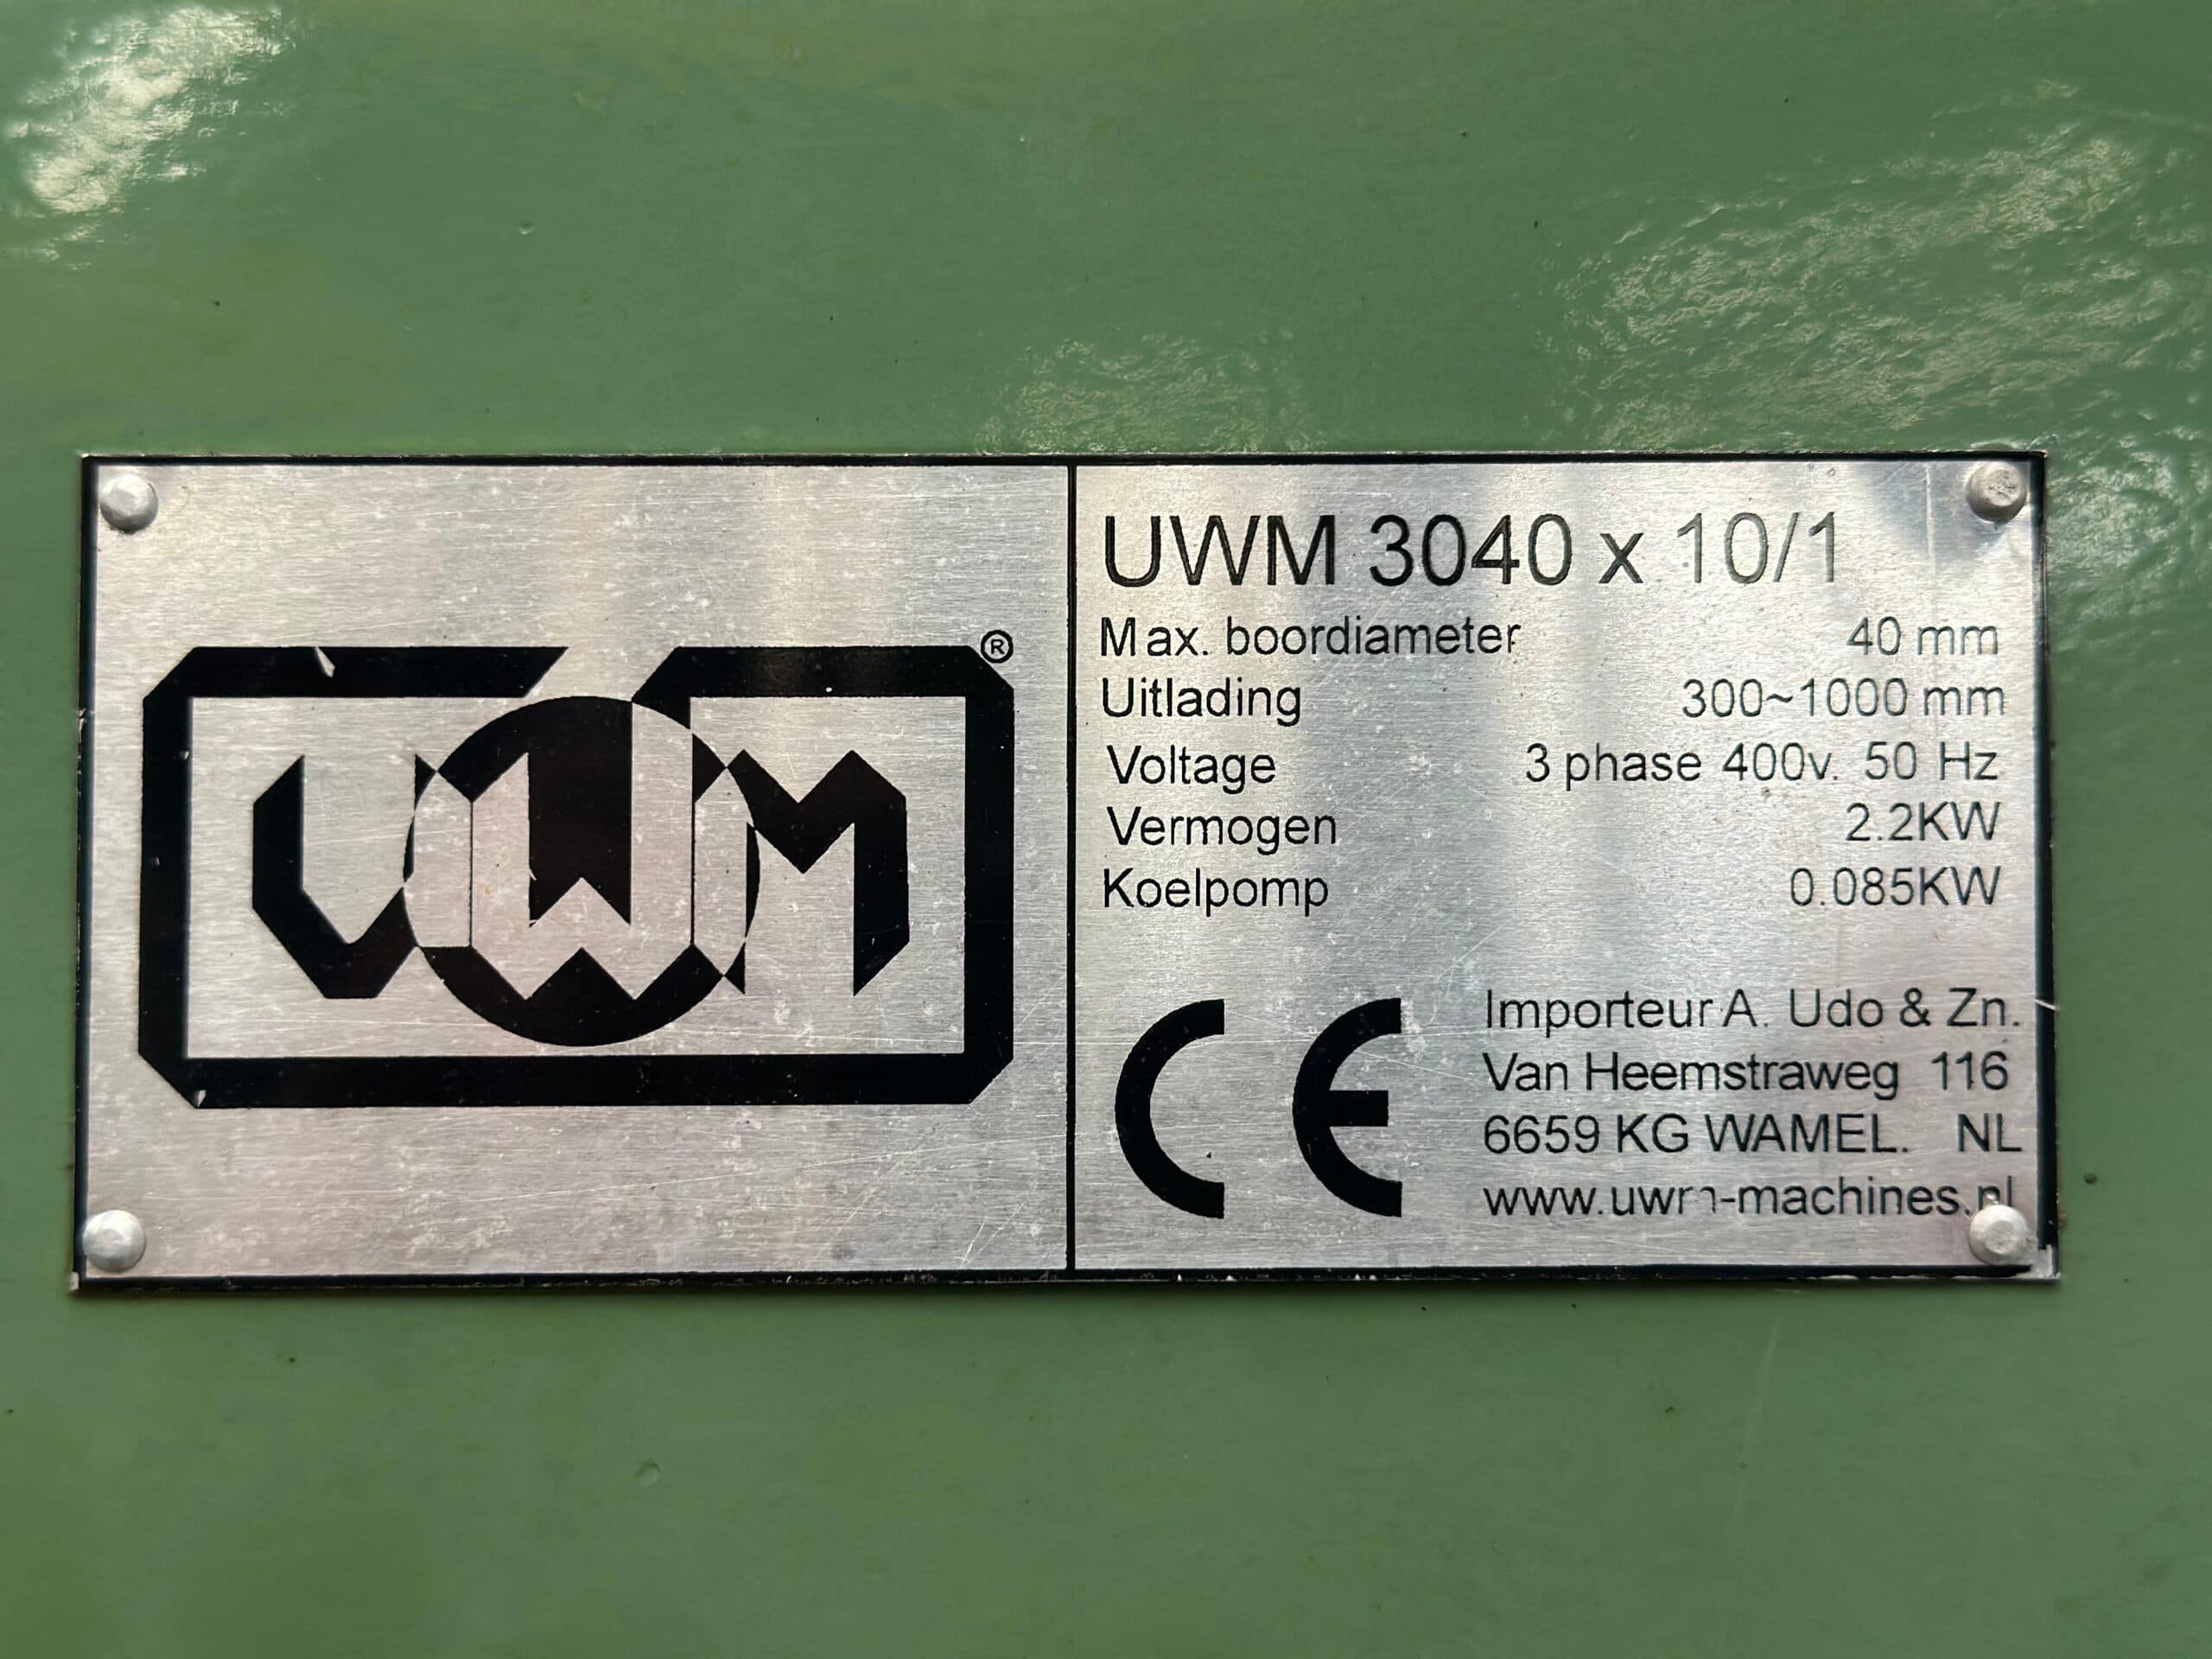 UWM ®
UWM 3040 x 10/1
Max. boordiameter 40 mm
Uitlading 300~1000 mm
Voltage 3 phase 400v. 50 Hz
Vermogen 2.2KW
Koelpomp 0.085KW
CE
Importeur A. Udo & Zn.
Van Heemstraweg 116
6659 KG WAMEL. NL
www.uwm-machines.nl